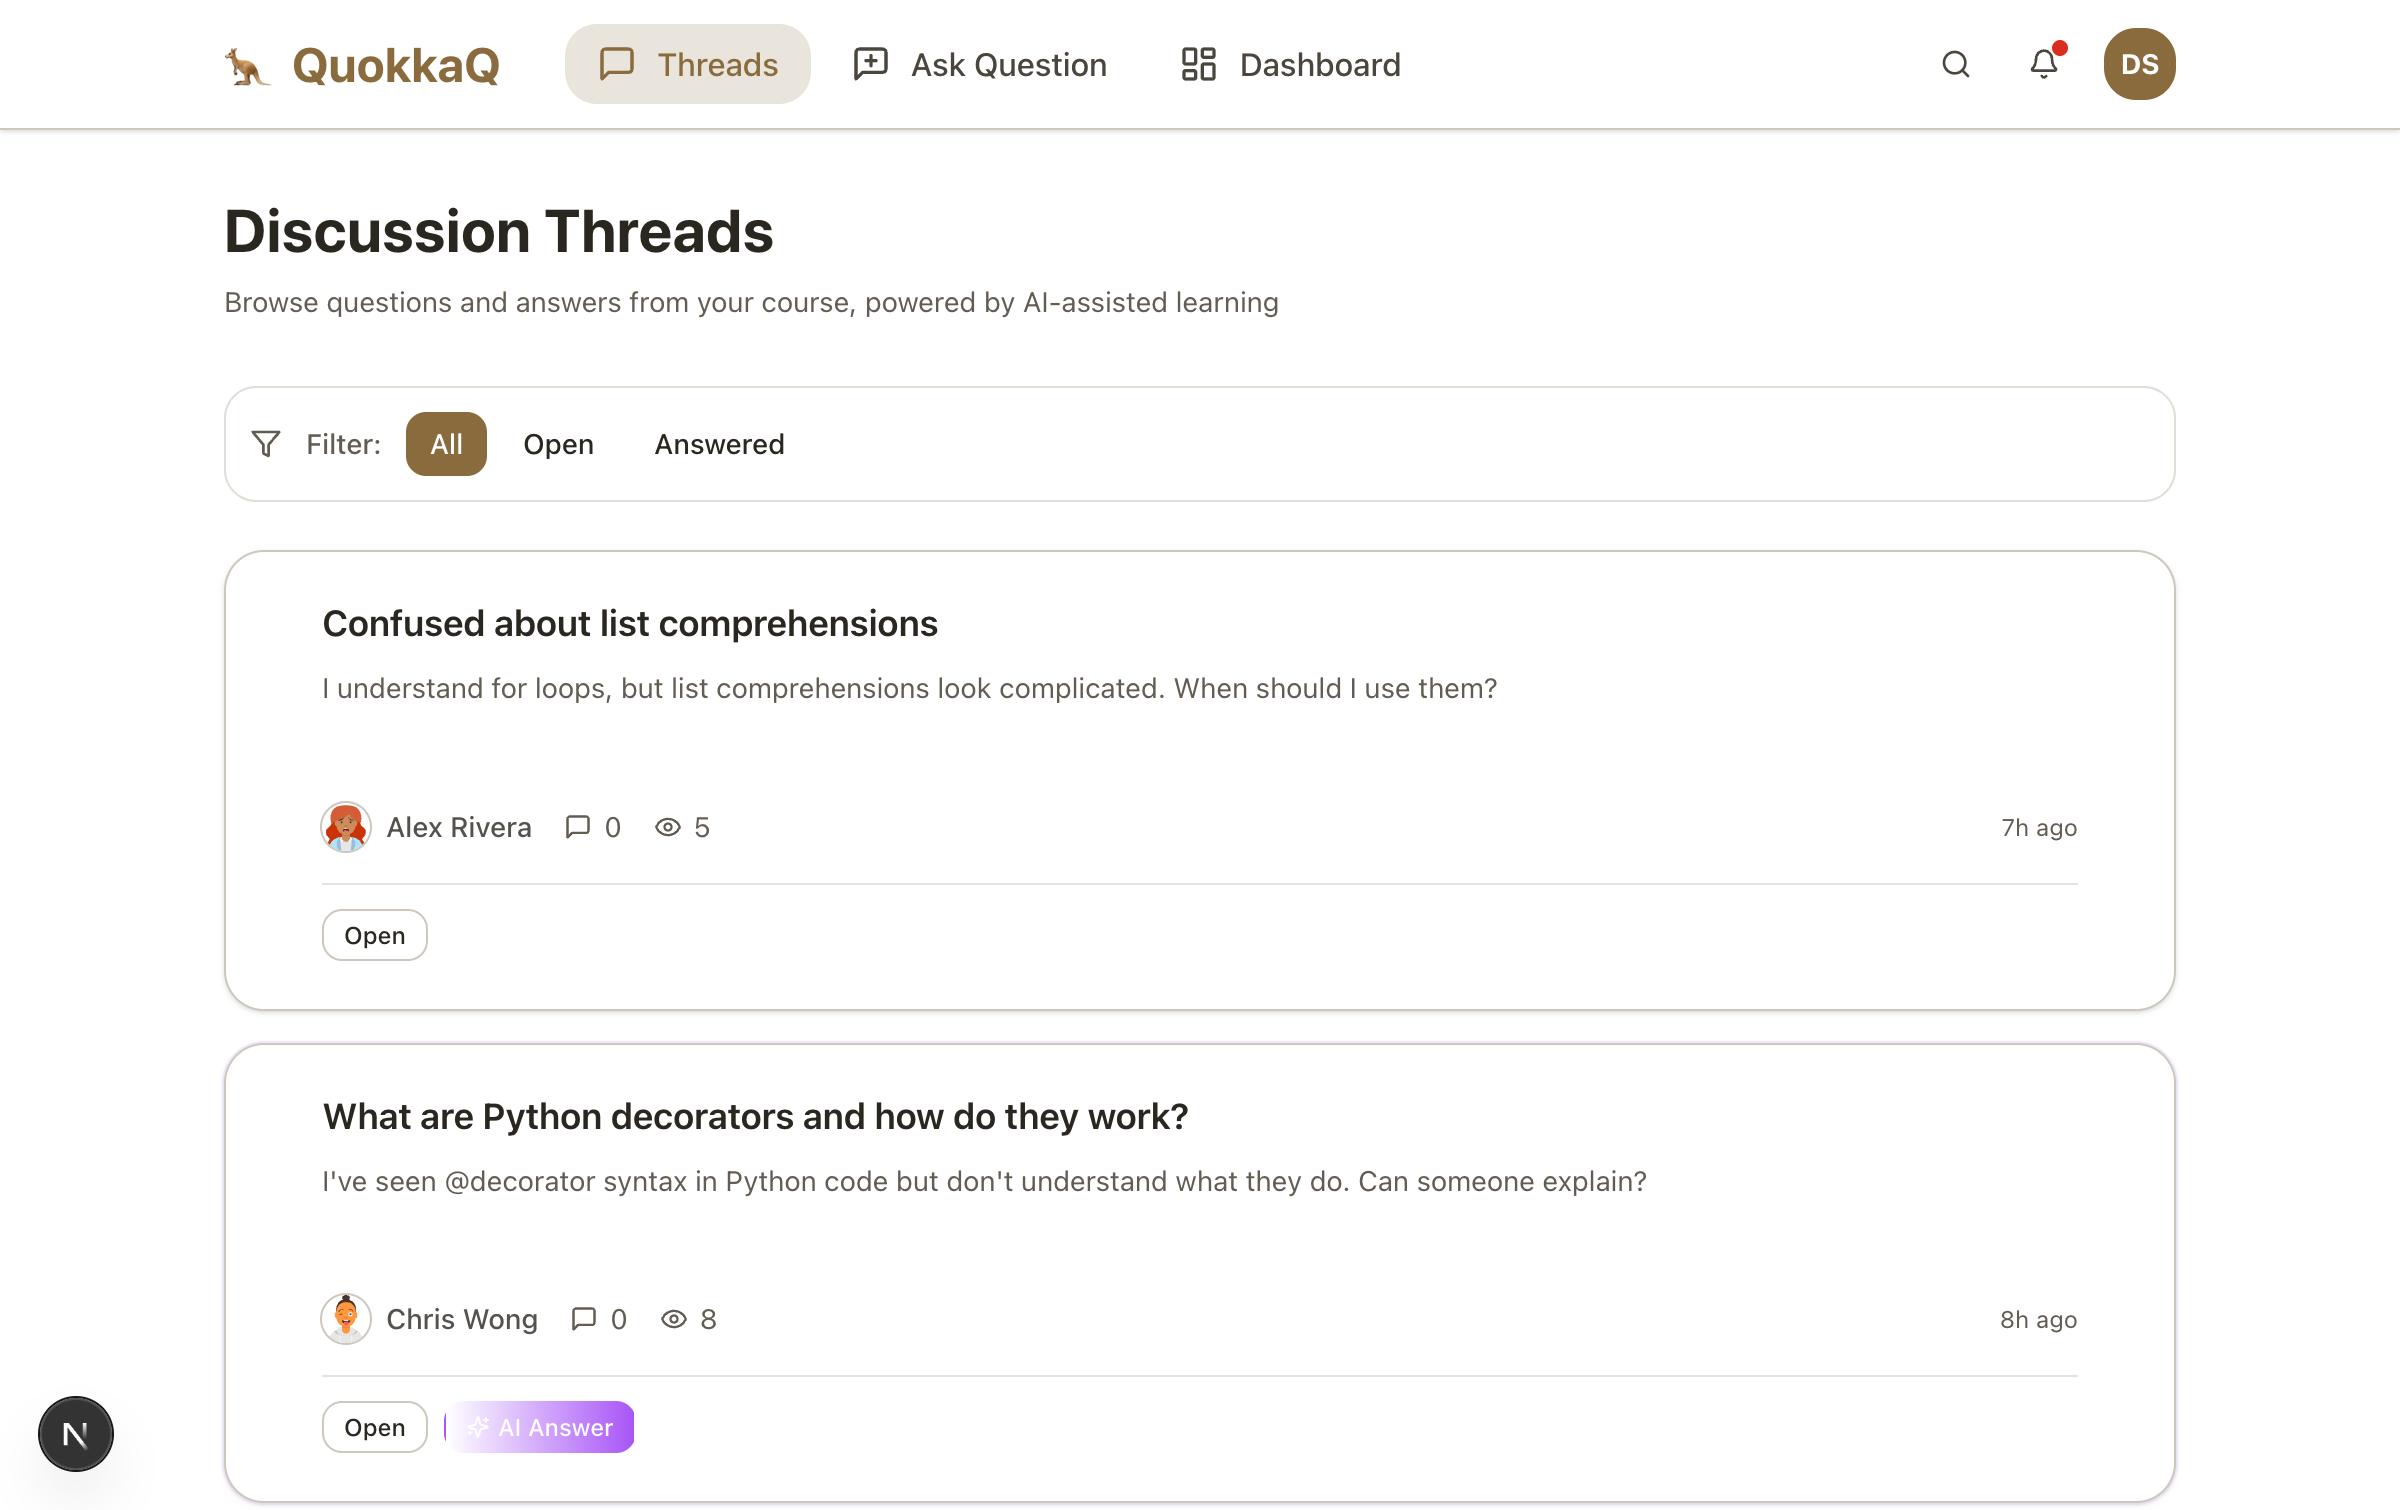 QuokkaQ
Threads
Ask Question
Dashboard
DS
Discussion Threads
Browse questions and answers from your course, powered by AI-assisted learning
Filter: All Open Answered
Confused about list comprehensions
I understand for loops, but list comprehensions look complicated. When should I use them?
Alex Rivera 0 5 7h ago
Open
What are Python decorators and how do they work?
I've seen @decorator syntax in Python code but don't understand what they do. Can someone explain?
Chris Wong 0 8 8h ago
Open AI Answer
N